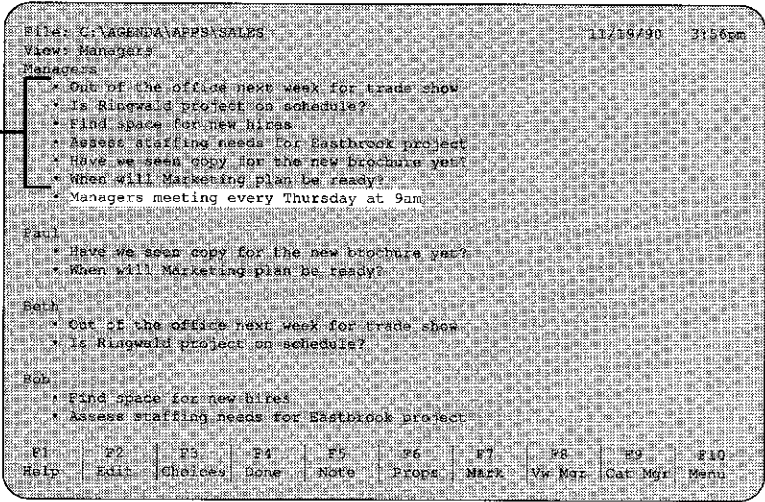 File: C:\AGENDA\APPS\SALES 11/19/90 3:56pm
View: Managers
Managers
• Out of the office next week for trade show
• Is Ringwald project on schedule?
• Find space for new hires
• Assess staffing needs for Eastbrook project
• Have we seen copy for the new brochure yet?
• When will Marketing plan be ready?
• Managers meeting every Thursday at 9am
Paul
• Have we seen copy for the new brochure yet?
• When will Marketing plan be ready?
Beth
• Out of the office next week for trade show
• Is Ringwald project on schedule?
Bob
• Find space for new hires
• Assess staffing needs for Eastbrook project
F1 F2 F3 F4 F5 F6 F7 F8 F9 F10
Help Edit Choices Done Note Props Mark Vw Mgr Cat Mgr Menu